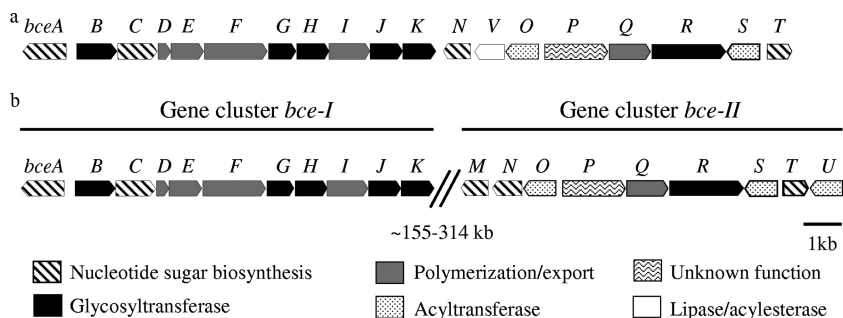 a
bceA B C D E F G H I J K N V O P Q R S T
b
Gene cluster bce-I Gene cluster bce-II
bceA B C D E F G H I J K M N O P Q R S T U
~155-314 kb
1kb
Nucleotide sugar biosynthesis Polymerization/export Unknown function
Glycosyltransferase Acyltransferase Lipase/acylesterase